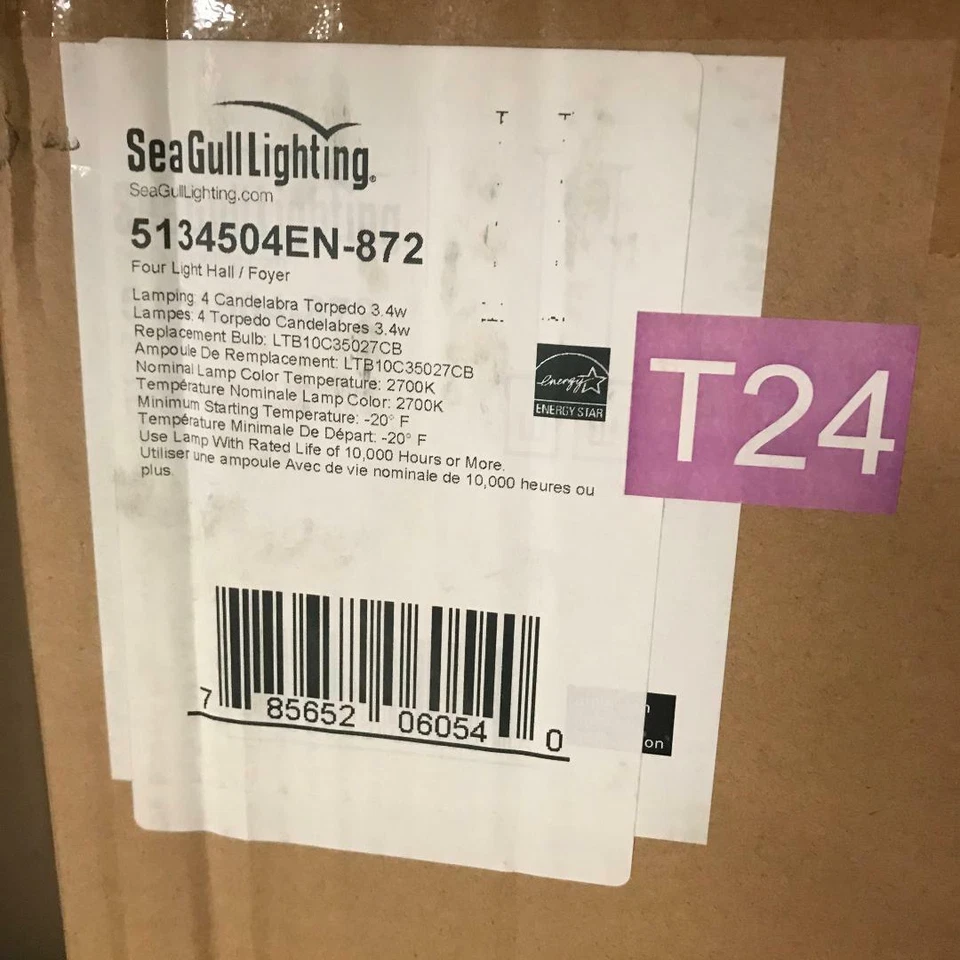 SeaGullLighting®
SeaGullLighting.com
5134504EN-872
Four Light Hall / Foyer
Lamping: 4 Candelabra Torpedo 3.4w
Lampes: 4 Torpedo Candelabres 3.4w
Replacement Bulb: LTB10C35027CB
Ampoule De Remplacement: LTB10C35027CB
Nominal Lamp Color Temperature: 2700K
Température Nominale Lamp Color: 2700K
Minimum Starting Temperature: -20° F
Température Minimale De Départ: -20° F
Use Lamp With Rated Life of 10,000 Hours or More.
Utiliser une ampoule Avec de vie nominale de 10,000 heures ou
plus.
energy
ENERGY STAR
T24
7 85652 06054 0
on